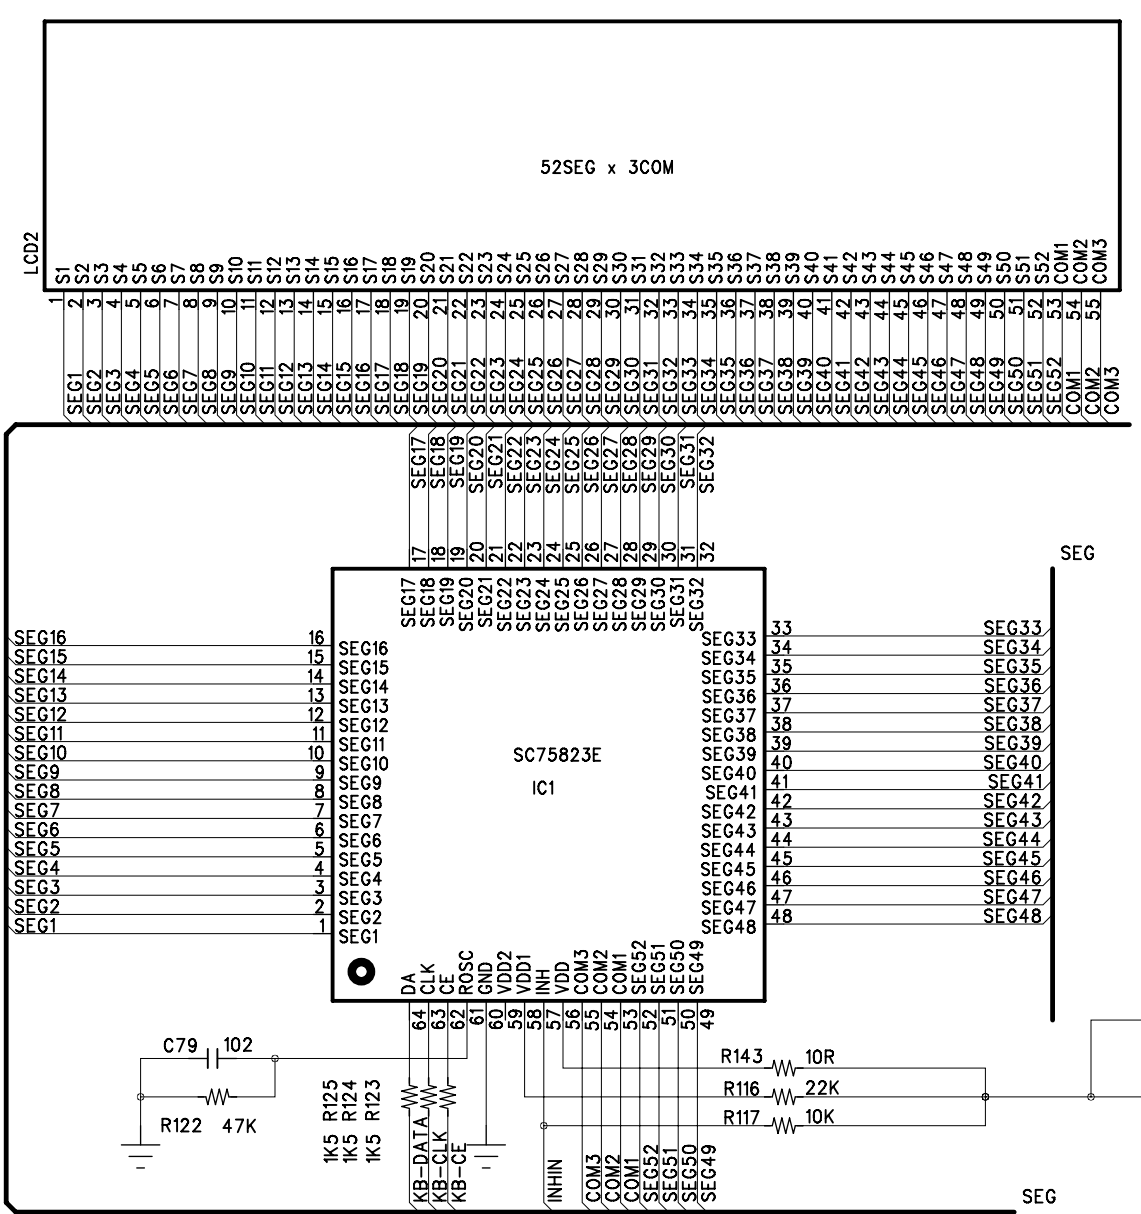 52SEG x 3COM
LCD2
S1 S2 S3 S4 S5 S6 S7 S8 S9 S10 S11 S12 S13 S14 S15 S16 S17 S18 S19 S20 S21 S22 S23 S24 S25 S26 S27 S28 S29 S30 S31 S32 S33 S34 S35 S36 S37 S38 S39 S40 S41 S42 S43 S44 S45 S46 S47 S48 S49 S50 S51 S52 COM1 COM2 COM3
1 2 3 4 5 6 7 8 9 10 11 12 13 14 15 16 17 18 19 20 21 22 23 24 25 26 27 28 29 30 31 32 33 34 35 36 37 38 39 40 41 42 43 44 45 46 47 48 49 50 51 52 53 54 55
SEG1 SEG2 SEG3 SEG4 SEG5 SEG6 SEG7 SEG8 SEG9 SEG10 SEG11 SEG12 SEG13 SEG14 SEG15 SEG16 SEG17 SEG18 SEG19 SEG20 SEG21 SEG22 SEG23 SEG24 SEG25 SEG26 SEG27 SEG28 SEG29 SEG30 SEG31 SEG32 SEG33 SEG34 SEG35 SEG36 SEG37 SEG38 SEG39 SEG40 SEG41 SEG42 SEG43 SEG44 SEG45 SEG46 SEG47 SEG48 SEG49 SEG50 SEG51 SEG52 COM1 COM2 COM3
SEG17 SEG18 SEG19 SEG20 SEG21 SEG22 SEG23 SEG24 SEG25 SEG26 SEG27 SEG28 SEG29 SEG30 SEG31 SEG32
17 18 19 20 21 22 23 24 25 26 27 28 29 30 31 32
SEG
SEG17 SEG18 SEG19 SEG20 SEG21 SEG22 SEG23 SEG24 SEG25 SEG26 SEG27 SEG28 SEG29 SEG30 SEG31 SEG32
SEG16 16 SEG16
SEG15 15 SEG15
SEG14 14 SEG14
SEG13 13 SEG13
SEG12 12 SEG12
SEG11 11 SEG11
SEG10 10 SEG10
SEG9 9 SEG9
SEG8 8 SEG8
SEG7 7 SEG7
SEG6 6 SEG6
SEG5 5 SEG5
SEG4 4 SEG4
SEG3 3 SEG3
SEG2 2 SEG2
SEG1 1 SEG1
SC75823E
IC1
SEG33 33 SEG33
SEG34 34 SEG34
SEG35 35 SEG35
SEG36 36 SEG36
SEG37 37 SEG37
SEG38 38 SEG38
SEG39 39 SEG39
SEG40 40 SEG40
SEG41 41 SEG41
SEG42 42 SEG42
SEG43 43 SEG43
SEG44 44 SEG44
SEG45 45 SEG45
SEG46 46 SEG46
SEG47 47 SEG47
SEG48 48 SEG48
DA CLK CE ROSC GND VDD2 VDD1 INH VDD COM3 COM2 COM1 SEG52 SEG51 SEG50 SEG49
64 63 62 61 60 59 58 57 56 55 54 53 52 51 50 49
C79 102
R122 47K
1K5 R125
1K5 R124
1K5 R123
R143 10R
R116 22K
R117 10K
KB-DATA KB-CLK KB-CE
INHIN
COM3 COM2 COM1 SEG52 SEG51 SEG50 SEG49
SEG